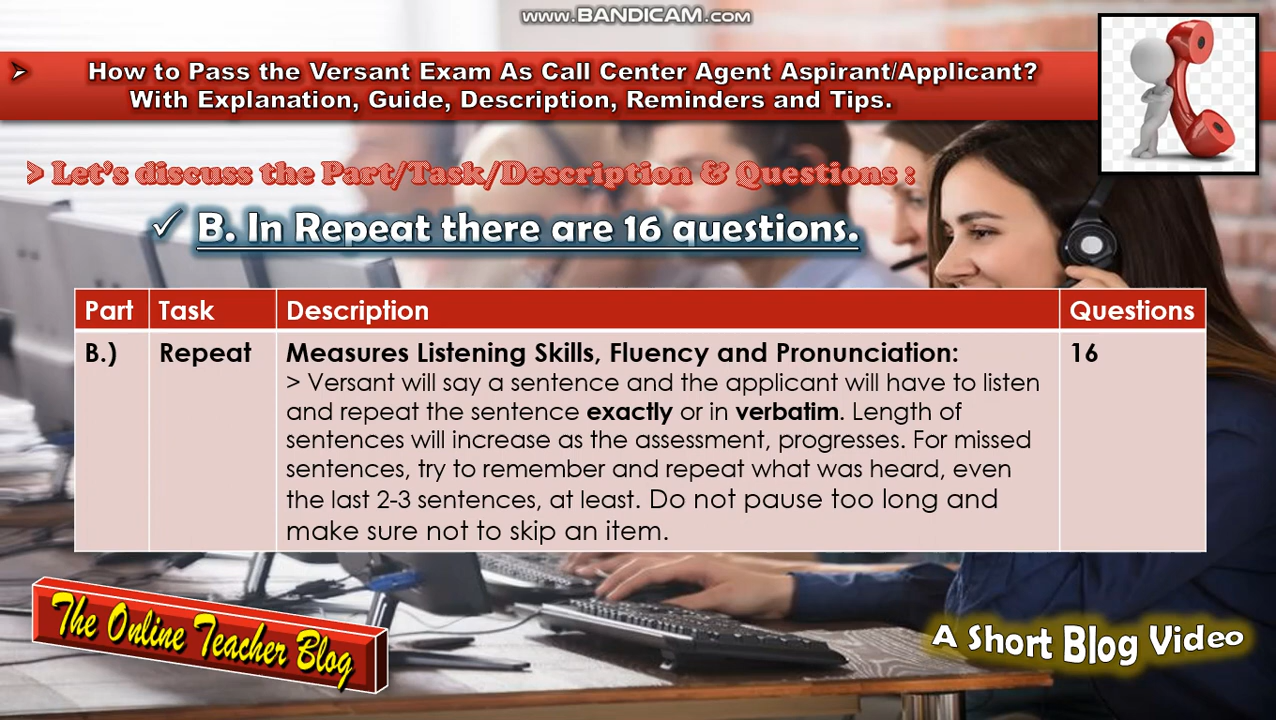 www.BANDICAM.com
➢ How to Pass the Versant Exam As Call Center Agent Aspirant/Applicant?
With Explanation, Guide, Description, Reminders and Tips.
> Let's discuss the Part/Task/Description & Questions :
✓ B. In Repeat there are 16 questions.
Part Task Description Questions
B.) Repeat Measures Listening Skills, Fluency and Pronunciation: 16
> Versant will say a sentence and the applicant will have to listen
and repeat the sentence exactly or in verbatim. Length of
sentences will increase as the assessment, progresses. For missed
sentences, try to remember and repeat what was heard, even
the last 2-3 sentences, at least. Do not pause too long and
make sure not to skip an item.
The Online Teacher Blog
A Short Blog Video